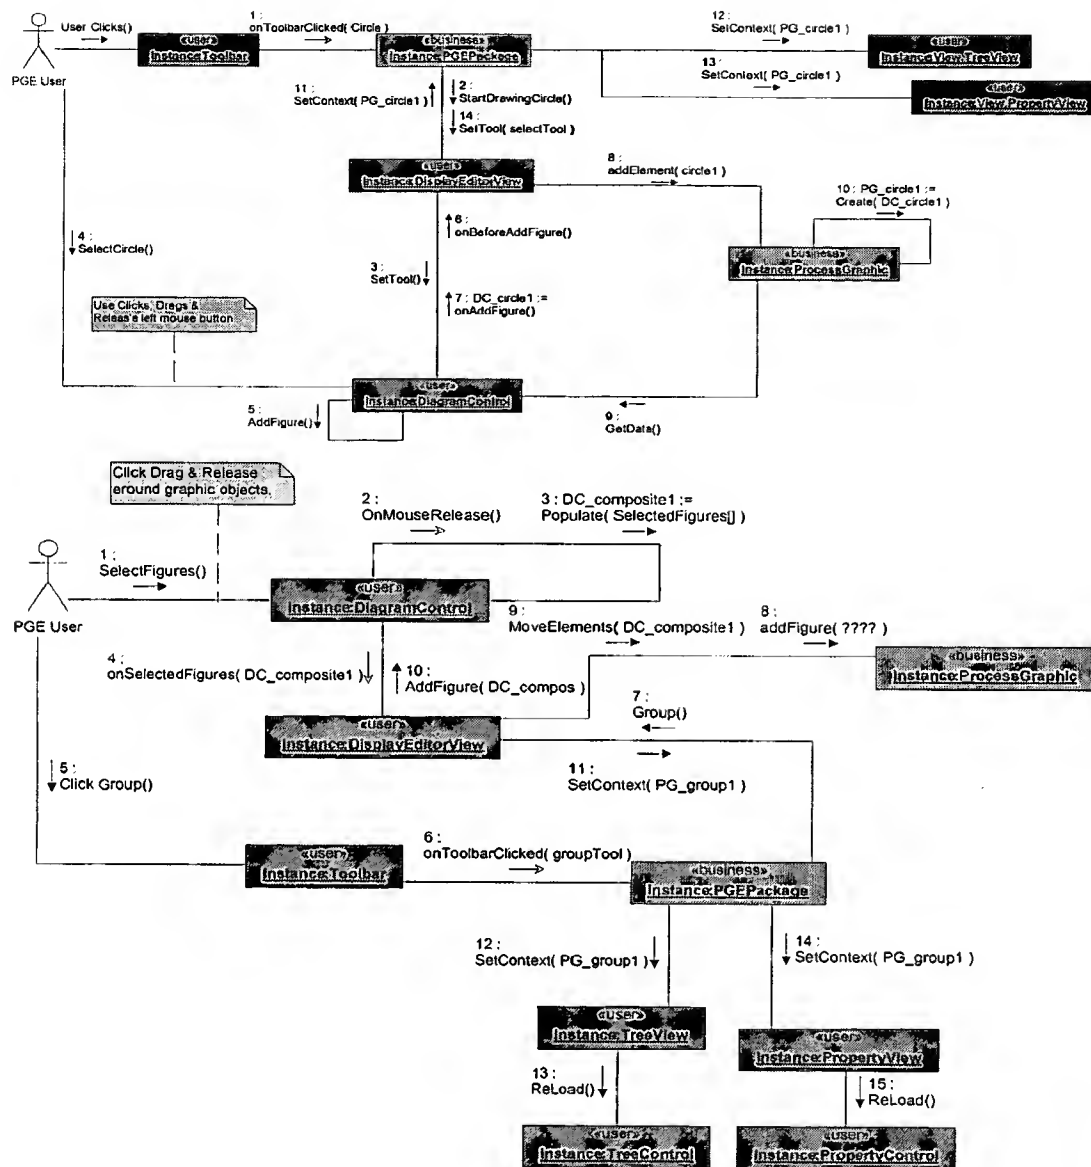 User Clicks()
1 :
onToolbarClicked( Circle )
12 :
SetContext( PG_circle1 )
«user»
Instance:Toolbar
«business»
Instance:PGEPackage
«user»
Instance:View:TreeView
PGE User
13 :
SetContext( PG_circle1 )
11 :
SetContext( PG_circle1 )
2 :
StartDrawingCircle()
«user»
Instance:View:PropertyView
14 :
SetTool( selectTool )
«user»
Instance:DisplayEditorView
8 :
addElement( circle1 )
10 : PG_circle1 :=
Create( DC_circle1 )
6 :
onBeforeAddFigure()
4 :
SelectCircle()
«business»
Instance:ProcessGraphic
3 :
SetTool()
7 : DC_circle1 :=
onAddFigure()
Use Clicks, Drags &
Release left mouse button
«user»
Instance:DiagramControl
5 :
AddFigure()
9 :
GetData()
Click Drag & Release
eround graphic objects.
2 :
OnMouseRelease()
3 : DC_composite1 :=
Populate( SelectedFigures[] )
1 :
SelectFigures()
«user»
Instance:DiagramControl
PGE User
9 :
MoveElements( DC_composite1 )
8 :
addFigure( ???? )
4 :
onSelectedFigures( DC_composite1 )
10 :
AddFigure( DC_compos )
«business»
Instance:ProcessGraphic
7 :
Group()
«user»
Instance:DisplayEditorView
5 :
Click Group()
11 :
SetContext( PG_group1 )
6 :
onToolbarClicked( groupTool )
«user»
Instance:Toolbar
«business»
Instance:PGEPackage
12 :
SetContext( PG_group1 )
14 :
SetContext( PG_group1 )
«user»
Instance:TreeView
«user»
Instance:PropertyView
13 :
ReLoad()
15 :
ReLoad()
«user»
Instance:TreeControl
«user»
Instance:PropertyControl